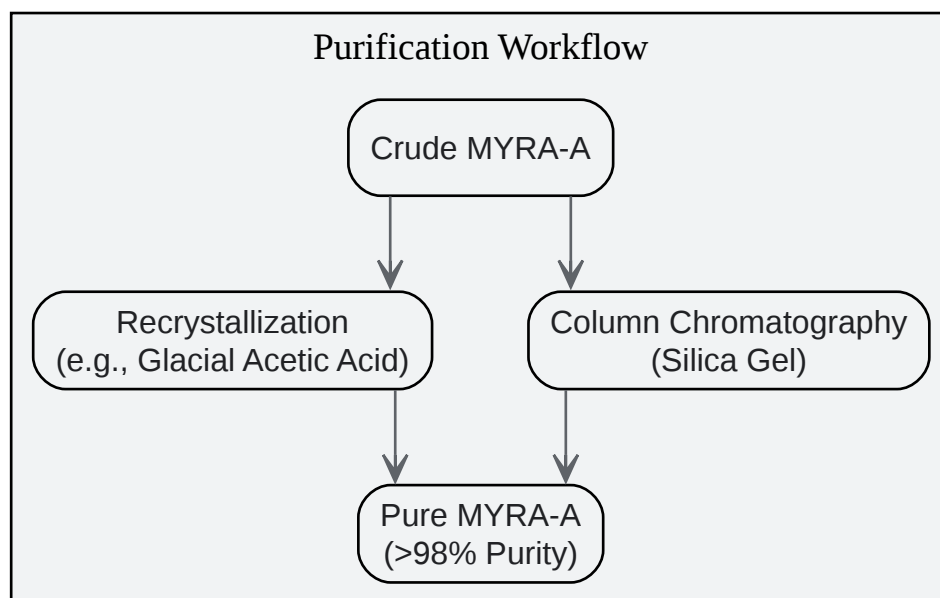 Purification Workflow
Crude MYRA-A
Recrystallization
(e.g., Glacial Acetic Acid)
Column Chromatography
(Silica Gel)
Pure MYRA-A
(>98% Purity)